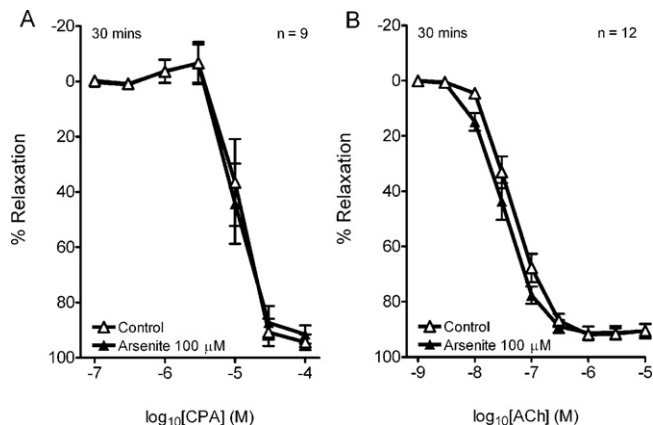 A
30 mins
n = 9
-20
0
20
40
60
80
100
% Relaxation
Control
Arsenite 100 μM
-7
-6
-5
-4
log10[CPA] (M)
B
30 mins
n = 12
-20
0
20
40
60
80
100
% Relaxation
Control
Arsenite 100 μM
-9
-8
-7
-6
-5
log10[ACh] (M)